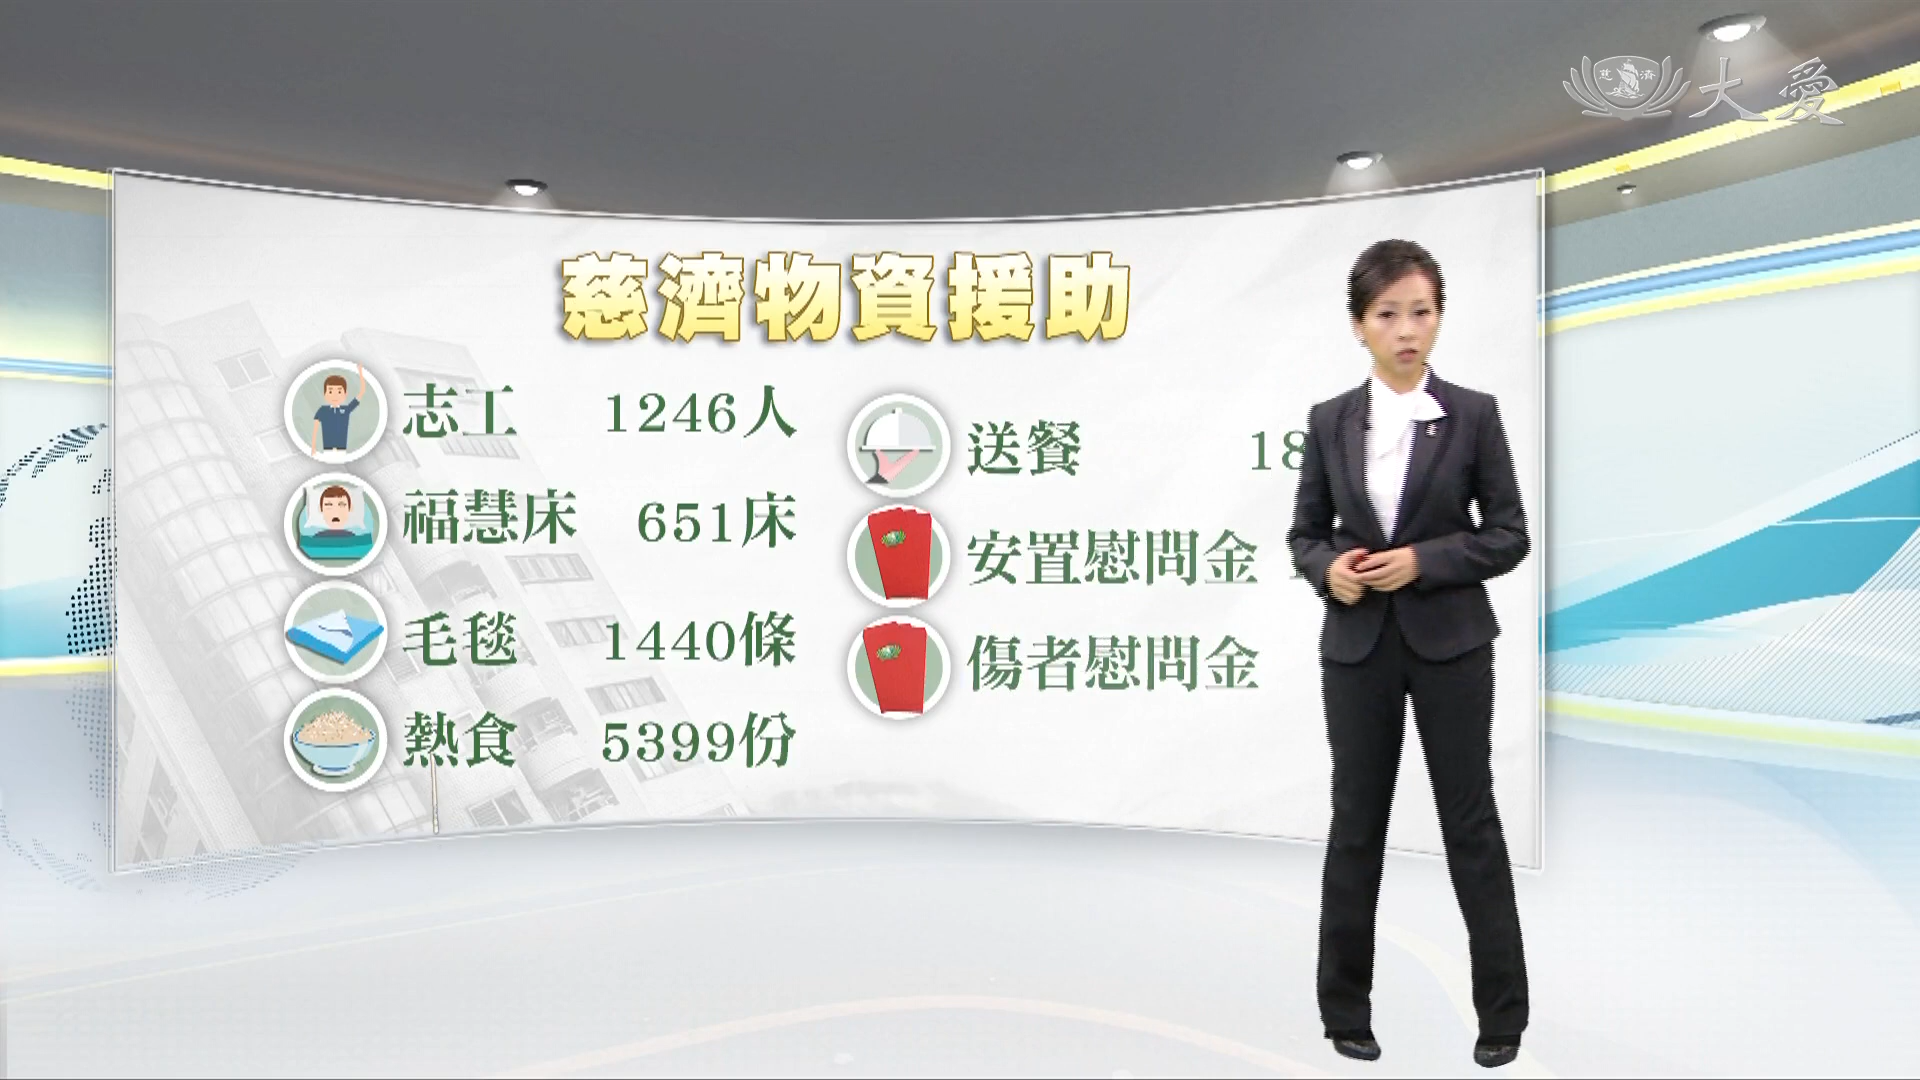 慈濟 大愛
慈濟物資援助
志工 1246人
福慧床 651床
毛毯 1440條
熱食 5399份
送餐 18
安置慰問金
傷者慰問金